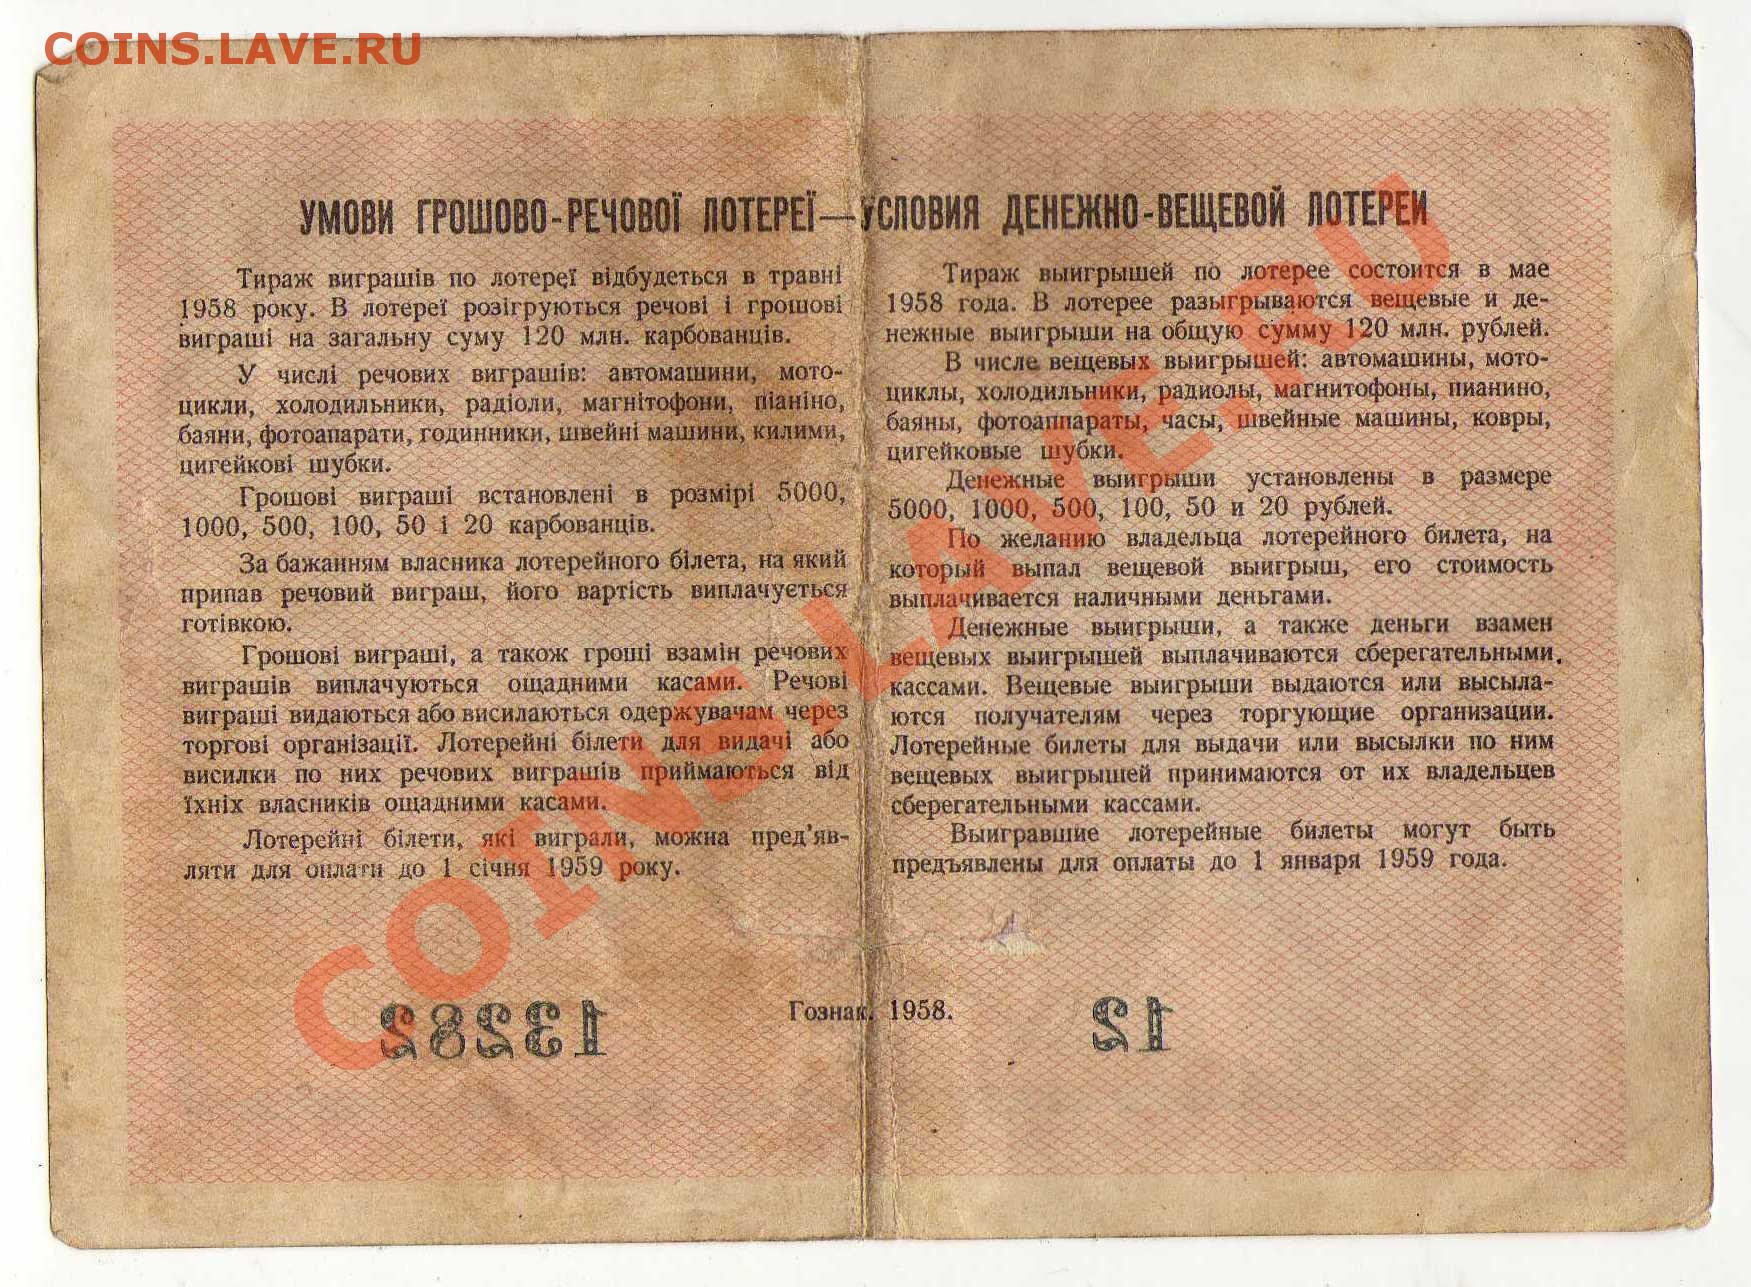 COINS.LAVE.RU
УМОВИ ГРОШОВО-РЕЧОВОЇ ЛОТЕРЕЇ—УСЛОВИЯ ДЕНЕЖНО-ВЕЩЕВОЙ ЛОТЕРЕИ
Тираж виграшів по лотереї відбудеться в травні
1958 року. В лотереї розігруються речові і грошові
виграші на загальну суму 120 млн. карбованців.
У числі речових виграшів: автомашини, мото-
цикли, холодильники, радіоли, магнітофони, піаніно,
баяни, фотоапарати, годинники, швейні машини, килими,
цигейкові шубки.
Грошові виграші встановлені в розмірі 5000,
1000, 500, 100, 50 і 20 карбованців.
За бажанням власника лотерейного білета, на який
припав речовий виграш, його вартість виплачується
готівкою.
Грошові виграші, а також гроші взамін речових
виграшів виплачуються ощадними касами. Речові
виграші видаються або висилаються одержувачам через
торгові організації. Лотерейні білети для видачі або
висилки по них речових виграшів приймаються від
їхніх власників ощадними касами.
Лотерейні білети, які виграли, можна пред'яв-
ляти для оплати до 1 січня 1959 року.
Тираж выигрышей по лотерее состоится в мае
1958 года. В лотерее разыгрываются вещевые и де-
нежные выигрыши на общую сумму 120 млн. рублей.
В числе вещевых выигрышей: автомашины, мото-
циклы, холодильники, радиолы, магнитофоны, пианино,
баяны, фотоаппараты, часы, швейные машины, ковры,
цигейковые шубки.
Денежные выигрыши установлены в размере
5000, 1000, 500, 100, 50 и 20 рублей.
По желанию владельца лотерейного билета, на
который выпал вещевой выигрыш, его стоимость
выплачивается наличными деньгами.
Денежные выигрыши, а также деньги взамен
вещевых выигрышей выплачиваются сберегательными
кассами. Вещевые выигрыши выдаются или высыла-
ются получателям через торгующие организации.
Лотерейные билеты для выдачи или высылки по ним
вещевых выигрышей принимаются от их владельцев
сберегательными кассами.
Выигравшие лотерейные билеты могут быть
предъявлены для оплаты до 1 января 1959 года.
13282
Гознак. 1958.
12
COINS.LAVE.RU